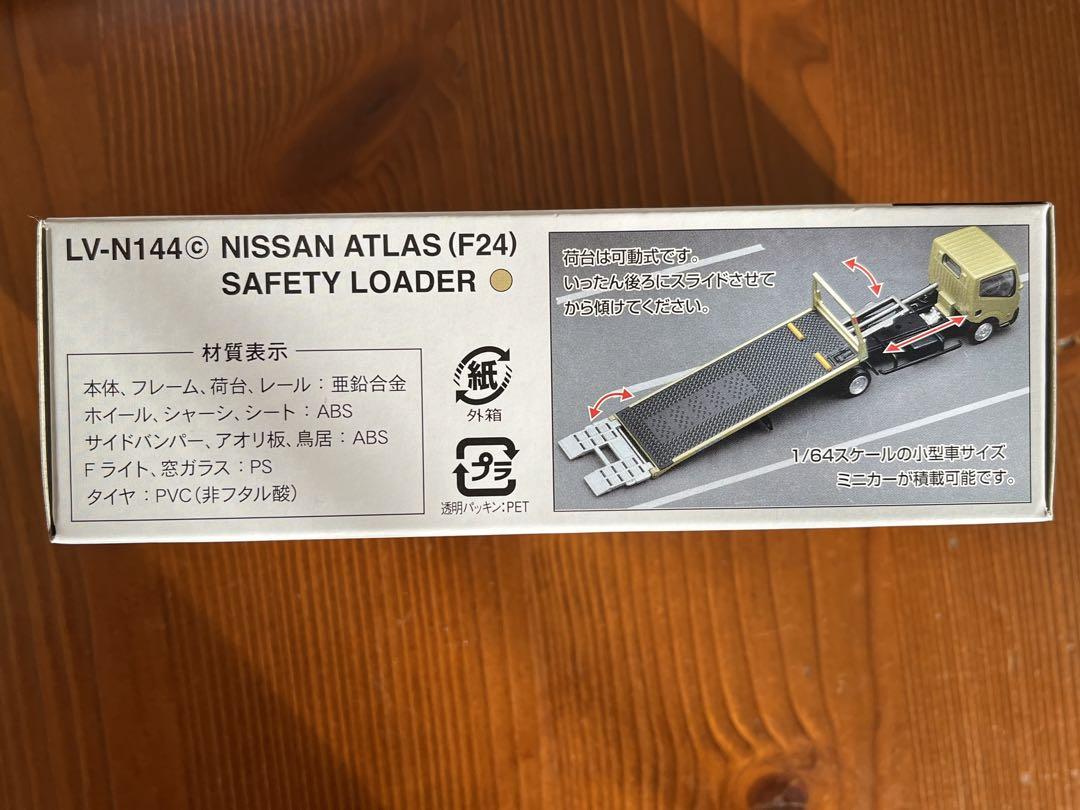 LV-N144ⓒ NISSAN ATLAS(F24)
SAFETY LOADER
材質表示
本体、フレーム、荷台、レール:亜鉛合金
ホイール、シャーシ、シート:ABS
サイドバンパー、アオリ板、鳥居:ABS
Fライト、窓ガラス:PS
タイヤ:PVC(非フタル酸)
紙
外箱
プラ
透明パッキン:PET
荷台は可動式です。
いったん後ろにスライドさせて
から傾けてください。
1/64スケールの小型車サイズ
ミニカーが積載可能です。